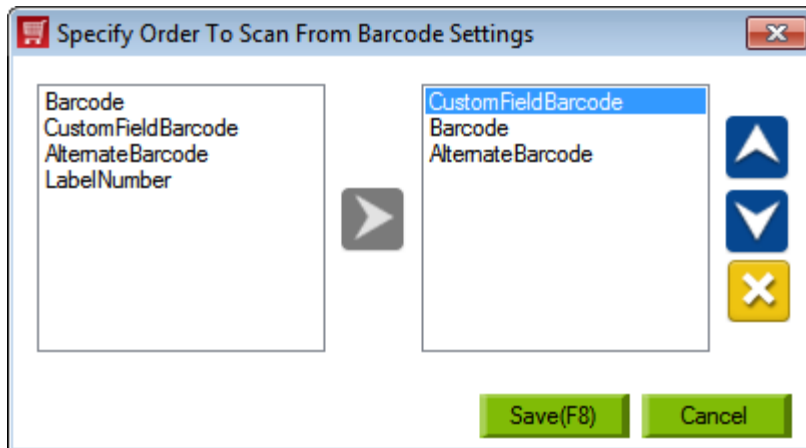 Specify Order To Scan From Barcode Settings
Barcode
CustomFieldBarcode
AlternateBarcode
LabelNumber
CustomFieldBarcode
Barcode
AlternateBarcode
Save(F8)
Cancel